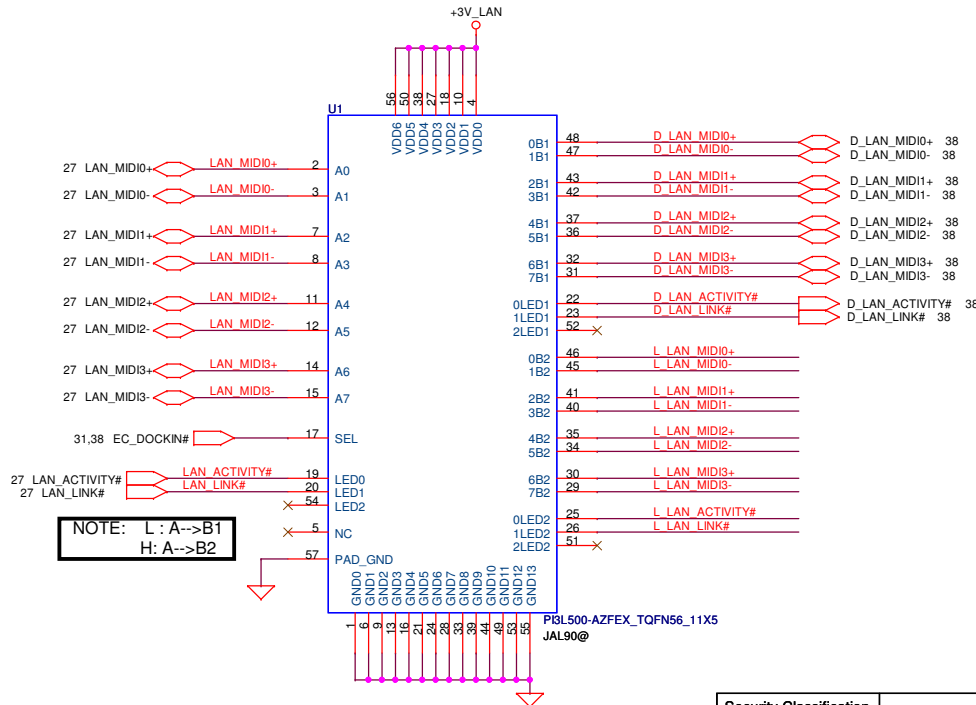 +3V_LAN
U1
56 50 38 27 18 10 4
VDD6 VDD5 VDD4 VDD3 VDD2 VDD1 VDD0
27 LAN_MIDI0+ LAN_MIDI0+ 2 A0
27 LAN_MIDI0- LAN_MIDI0- 3 A1
27 LAN_MIDI1+ LAN_MIDI1+ 7 A2
27 LAN_MIDI1- LAN_MIDI1- 8 A3
27 LAN_MIDI2+ LAN_MIDI2+ 11 A4
27 LAN_MIDI2- LAN_MIDI2- 12 A5
27 LAN_MIDI3+ LAN_MIDI3+ 14 A6
27 LAN_MIDI3- LAN_MIDI3- 15 A7
31,38 EC_DOCKIN# 17 SEL
27 LAN_ACTIVITY# LAN_ACTIVITY# 19 LED0
27 LAN_LINK# LAN_LINK# 20 LED1
54 LED2
5 NC
57 PAD_GND
NOTE: L : A-->B1
H: A-->B2
0B1 48 D_LAN_MIDI0+ D_LAN_MIDI0+ 38
1B1 47 D_LAN_MIDI0- D_LAN_MIDI0- 38
2B1 43 D_LAN_MIDI1+ D_LAN_MIDI1+ 38
3B1 42 D_LAN_MIDI1- D_LAN_MIDI1- 38
4B1 37 D_LAN_MIDI2+ D_LAN_MIDI2+ 38
5B1 36 D_LAN_MIDI2- D_LAN_MIDI2- 38
6B1 32 D_LAN_MIDI3+ D_LAN_MIDI3+ 38
7B1 31 D_LAN_MIDI3- D_LAN_MIDI3- 38
0LED1 22 D_LAN_ACTIVITY# D_LAN_ACTIVITY# 38
1LED1 23 D_LAN_LINK# D_LAN_LINK# 38
2LED1 52
0B2 46 L_LAN_MIDI0+
1B2 45 L_LAN_MIDI0-
2B2 41 L_LAN_MIDI1+
3B2 40 L_LAN_MIDI1-
4B2 35 L_LAN_MIDI2+
5B2 34 L_LAN_MIDI2-
6B2 30 L_LAN_MIDI3+
7B2 29 L_LAN_MIDI3-
0LED2 25 L_LAN_ACTIVITY#
1LED2 26 L_LAN_LINK#
2LED2 51
GND0 GND1 GND2 GND3 GND4 GND5 GND6 GND7 GND8 GND9 GND10 GND11 GND12 GND13
1 6 9 13 16 21 24 28 33 39 44 49 53 55
PI3L500-AZFEX_TQFN56_11X5
JAL90@
Security Classification